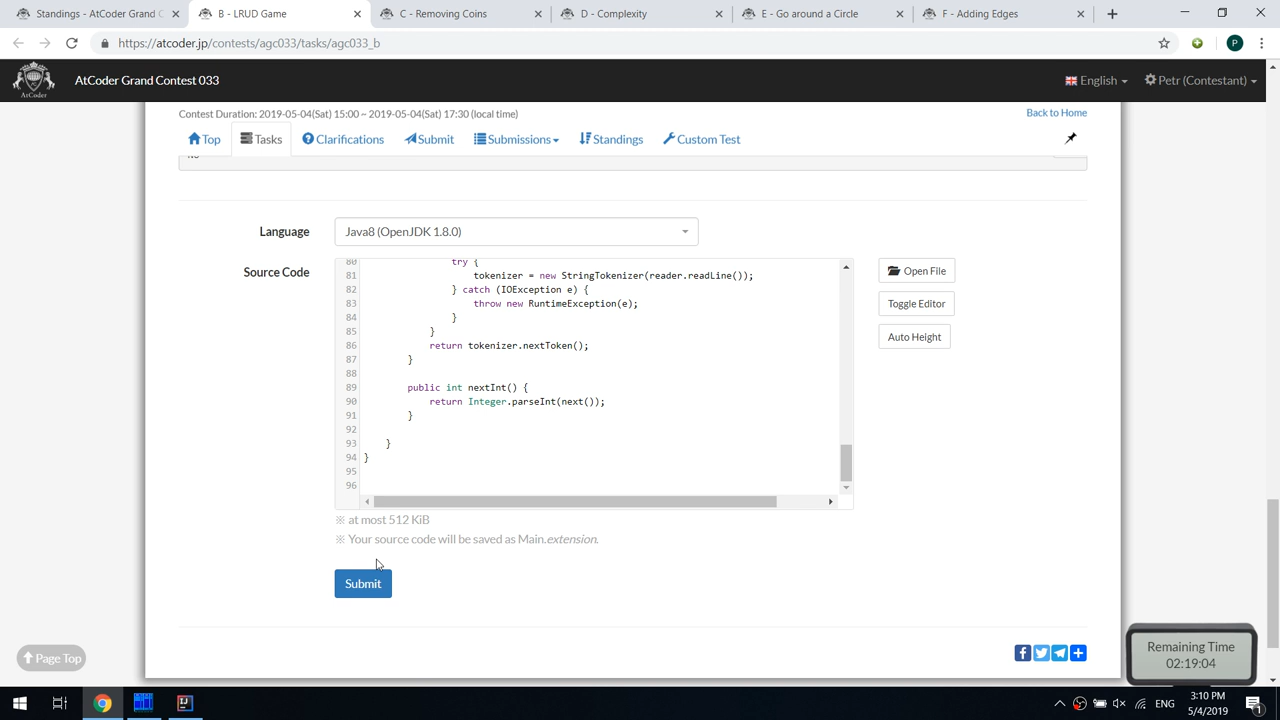 Standings - AtCoder Grand C
B - LRUD Game
C - Removing Coins
D - Complexity
E - Go around a Circle
F - Adding Edges
https://atcoder.jp/contests/agc033/tasks/agc033_b
P
AtCoder
AtCoder Grand Contest 033
English
Petr (Contestant)
Contest Duration: 2019-05-04(Sat) 15:00 ~ 2019-05-04(Sat) 17:30 (local time)
Back to Home
Top
Tasks
Clarifications
Submit
Submissions
Standings
Custom Test
Language
Java8 (OpenJDK 1.8.0)
Source Code
80 try {
81 tokenizer = new StringTokenizer(reader.readLine());
82 } catch (IOException e) {
83 throw new RuntimeException(e);
84 }
85 }
86 return tokenizer.nextToken();
87 }
88
89 public int nextInt() {
90 return Integer.parseInt(next());
91 }
92
93 }
94 }
95
96
Open File
Toggle Editor
Auto Height
※ at most 512 KiB
※ Your source code will be saved as Main.extension.
Submit
Page Top
Remaining Time
02:19:04
ENG
3:10 PM
5/4/2019
1